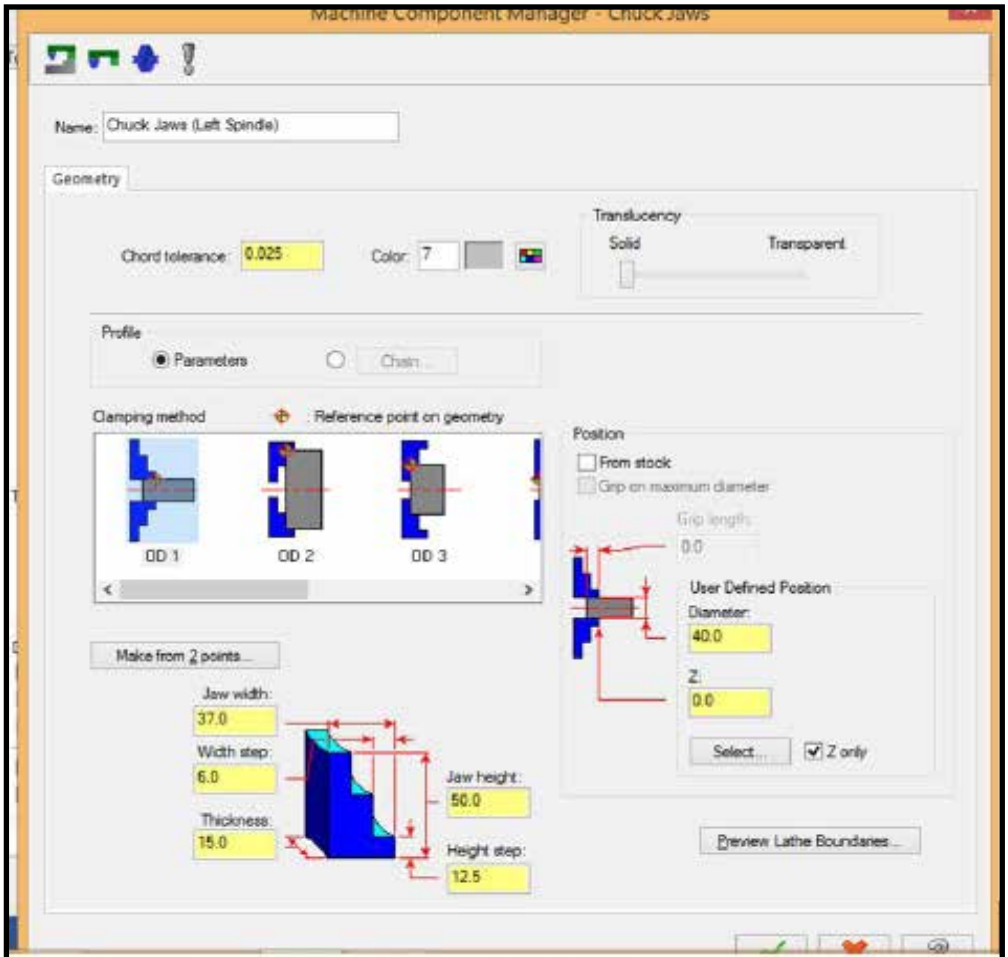 Machine Component Manager - Chuck Jaws
Name: Chuck Jaws (Left Spindle)
Geometry
Chord tolerance: 0.025
Color: 7
Translucency
Solid Transparent
Profile
Parameters
Chain...
Clamping method : Reference point on geometry
OD 1 OD 2 OD 3
Position
From stock
Grip on maximum diameter
Grip length:
0.0
User Defined Position
Diameter:
40.0
Z:
0.0
Select... Z only
Make from 2 points...
Jaw width:
37.0
Width step:
6.0
Thickness:
15.0
Jaw height:
50.0
Height step:
12.5
Preview Lathe Boundaries...